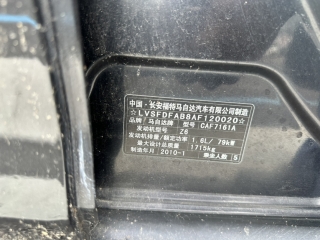 中国·长安福特马自达汽车有限公司制造
☆LVSFDFAB8AF120020☆
品牌 马自达牌 型号 CAF7161A
发动机型号 Z6
发动机排量/额定功率 1.6L/79kW
最大设计总质量 1715kg
制造年月 2010-1 乘坐人数 5